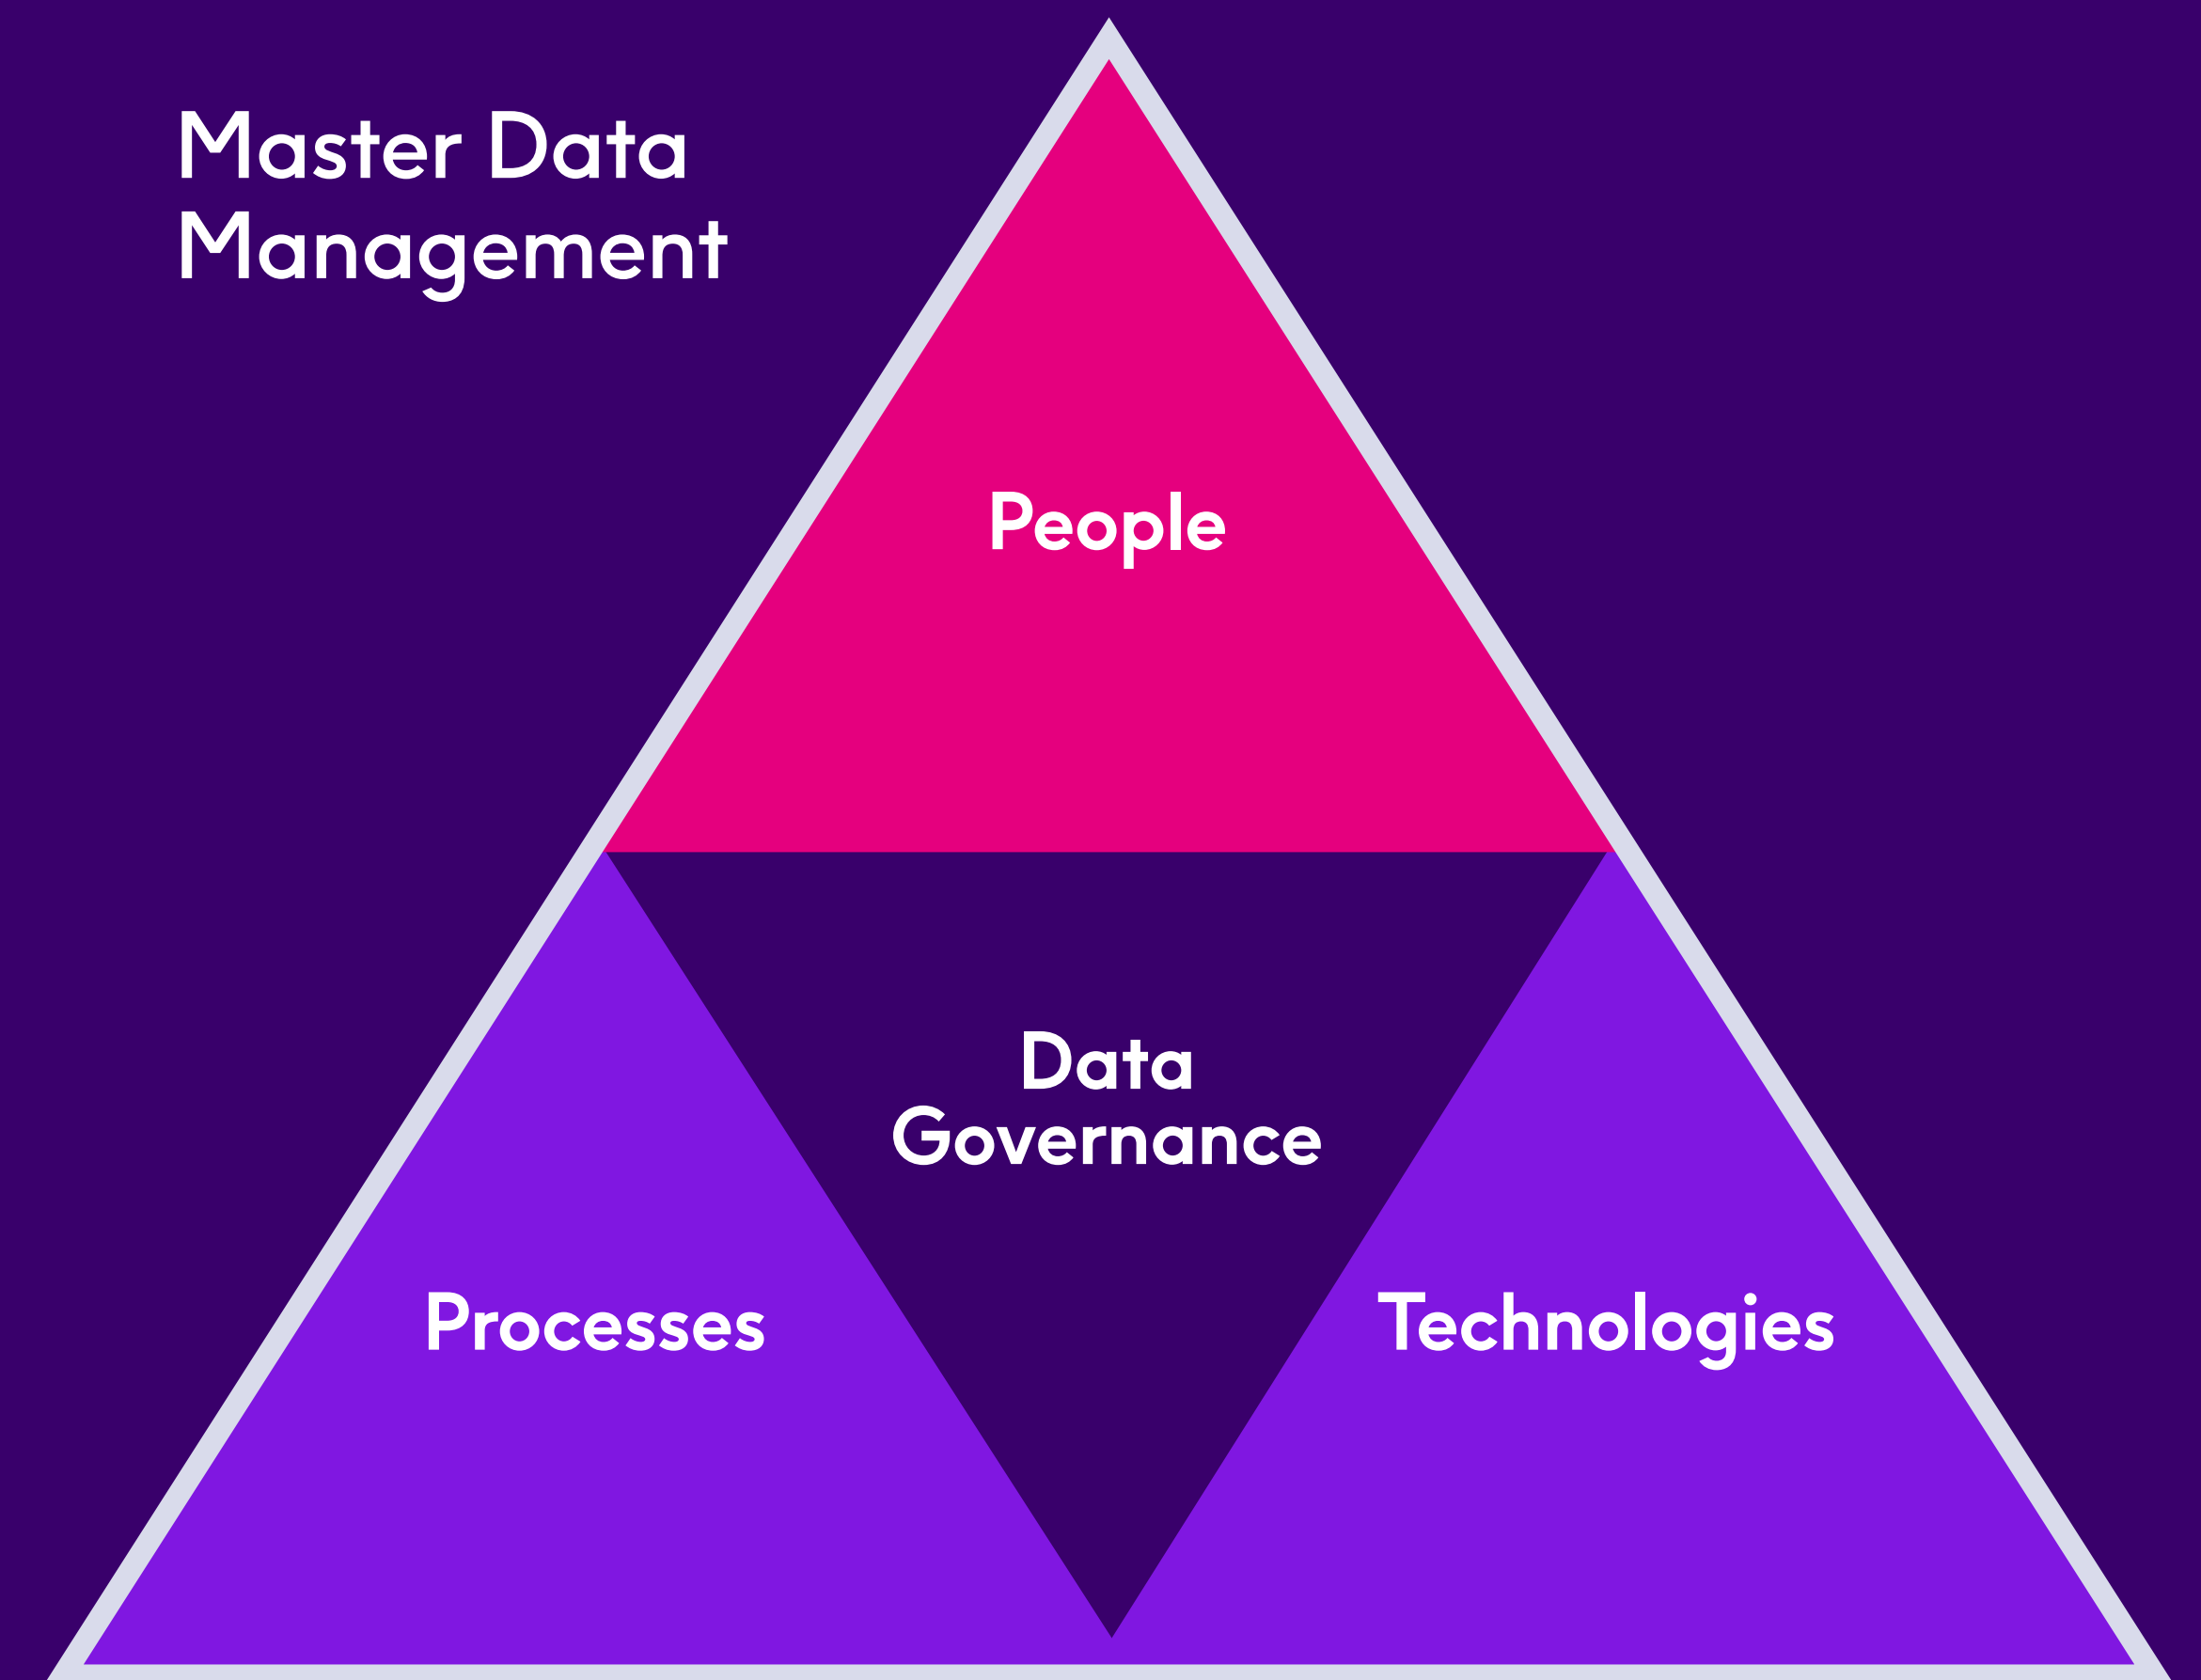 Master Data
Management
People
Data
Governance
Processes
Technologies